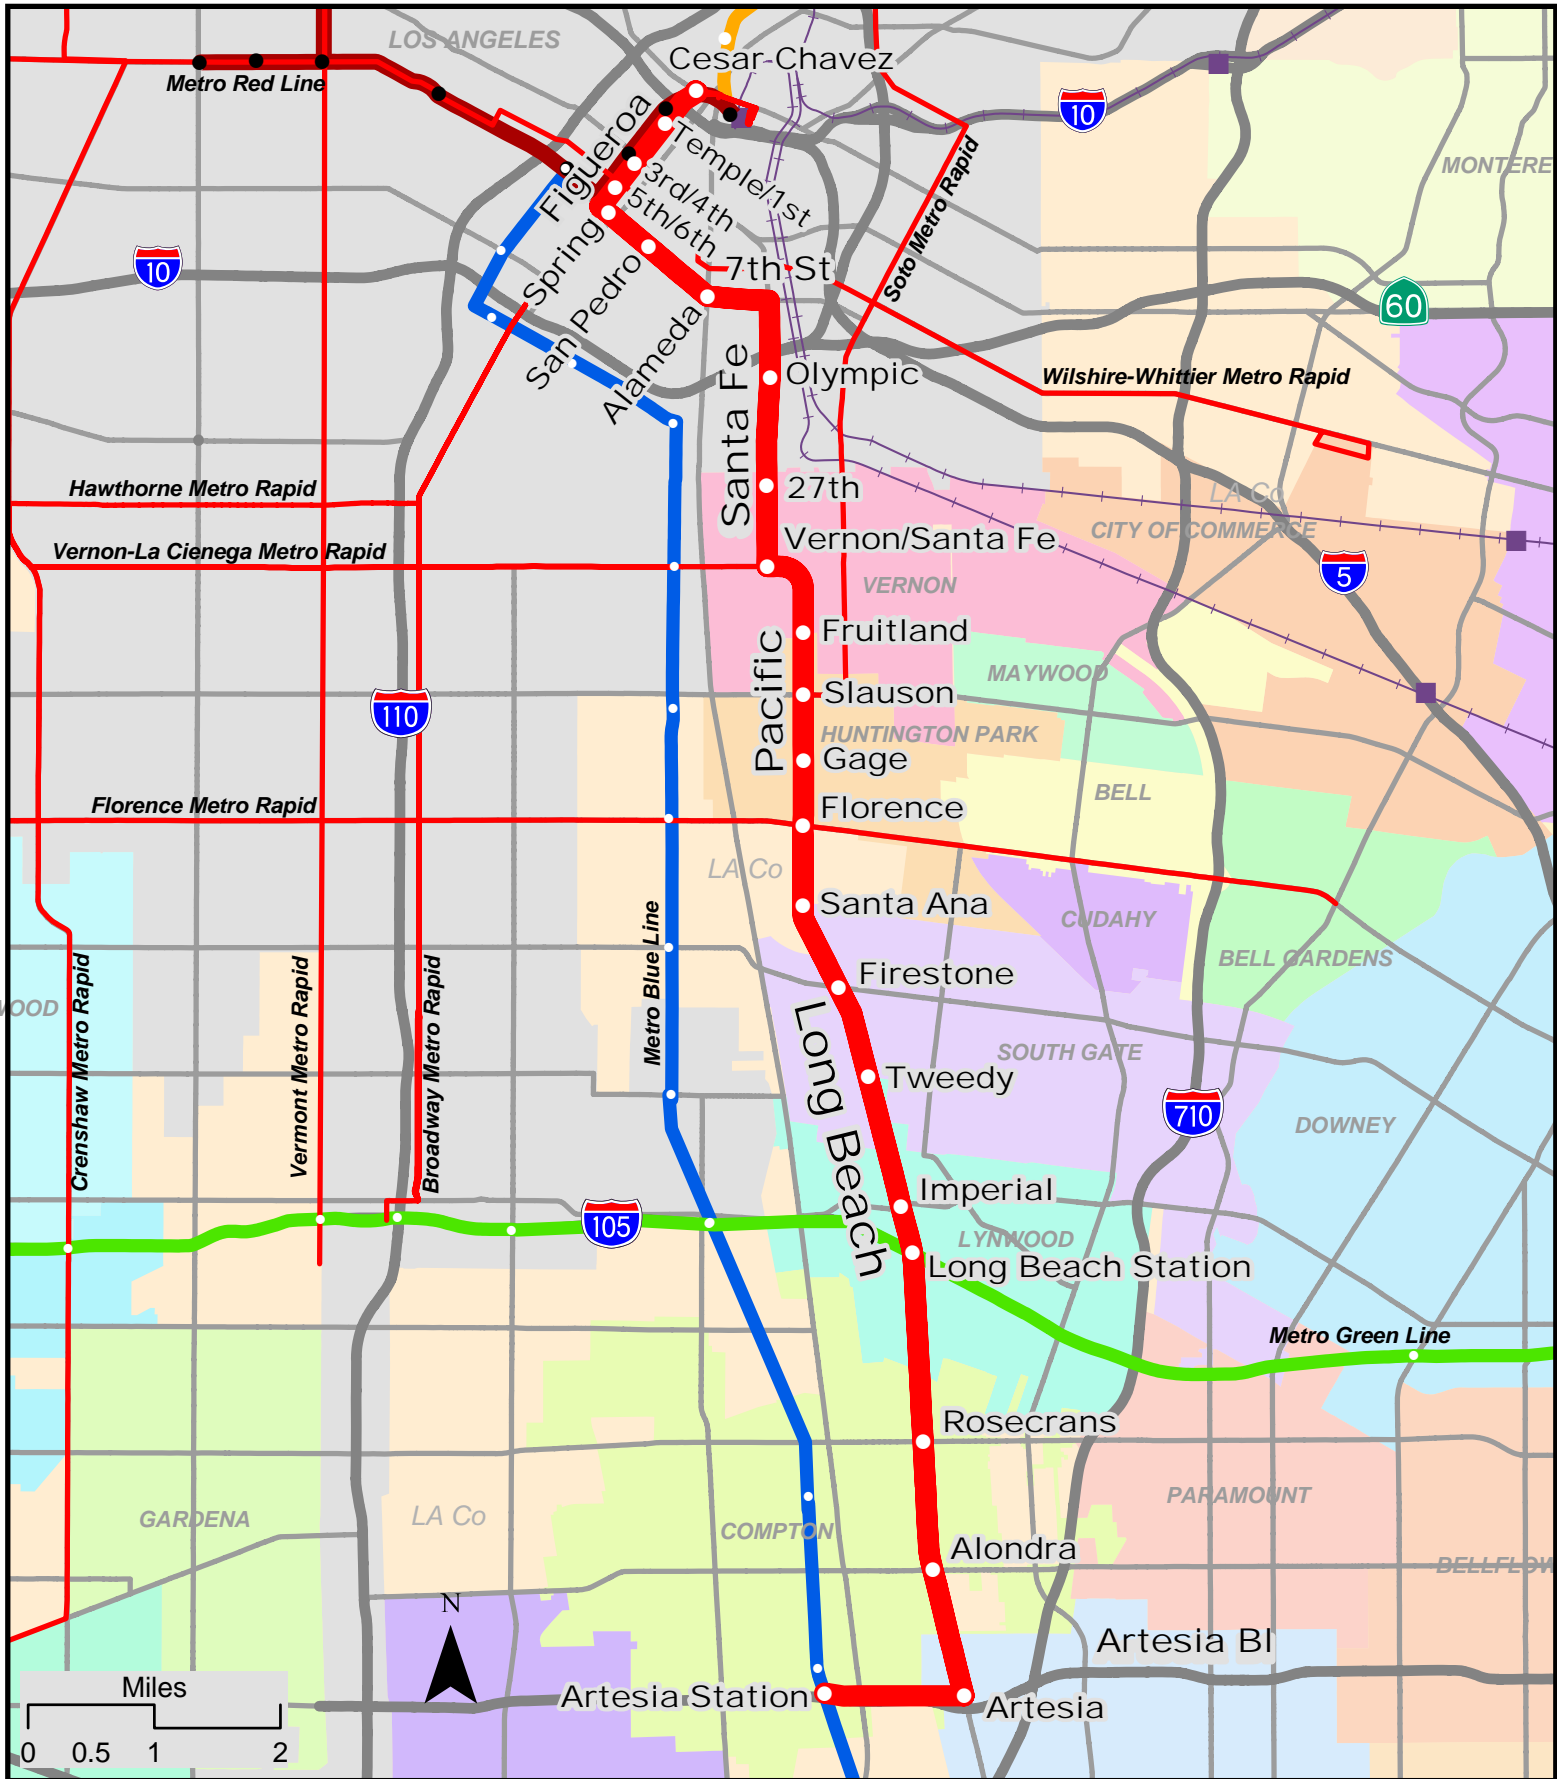 LOS ANGELES
Cesar Chavez
Metro Red Line
10
Figueroa
Temple/1st
3rd/4th
5th/6th
Soto Metro Rapid
MONTERE
10
Spring
San Pedro
Alameda
7th St
60
Santa Fe
Olympic
Wilshire-Whittier Metro Rapid
Hawthorne Metro Rapid
27th
LA Co
CITY OF COMMERCE
Vernon-La Cienega Metro Rapid
Vernon/Santa Fe
5
VERNON
Pacific
Fruitland
MAYWOOD
Slauson
110
HUNTINGTON PARK
Gage
BELL
Florence Metro Rapid
Florence
LA Co
Santa Ana
CUDAHY
BELL GARDENS
Firestone
WOOD
Crenshaw Metro Rapid
Vermont Metro Rapid
Broadway Metro Rapid
Metro Blue Line
Long Beach
SOUTH GATE
Tweedy
710
DOWNEY
Imperial
105
LYNWOOD
Long Beach Station
Metro Green Line
Rosecrans
PARAMOUNT
GARDENA
LA Co
COMPTON
Alondra
BELLFLOW
N
Artesia Bl
Miles
Artesia Station
Artesia
0 0.5 1 2